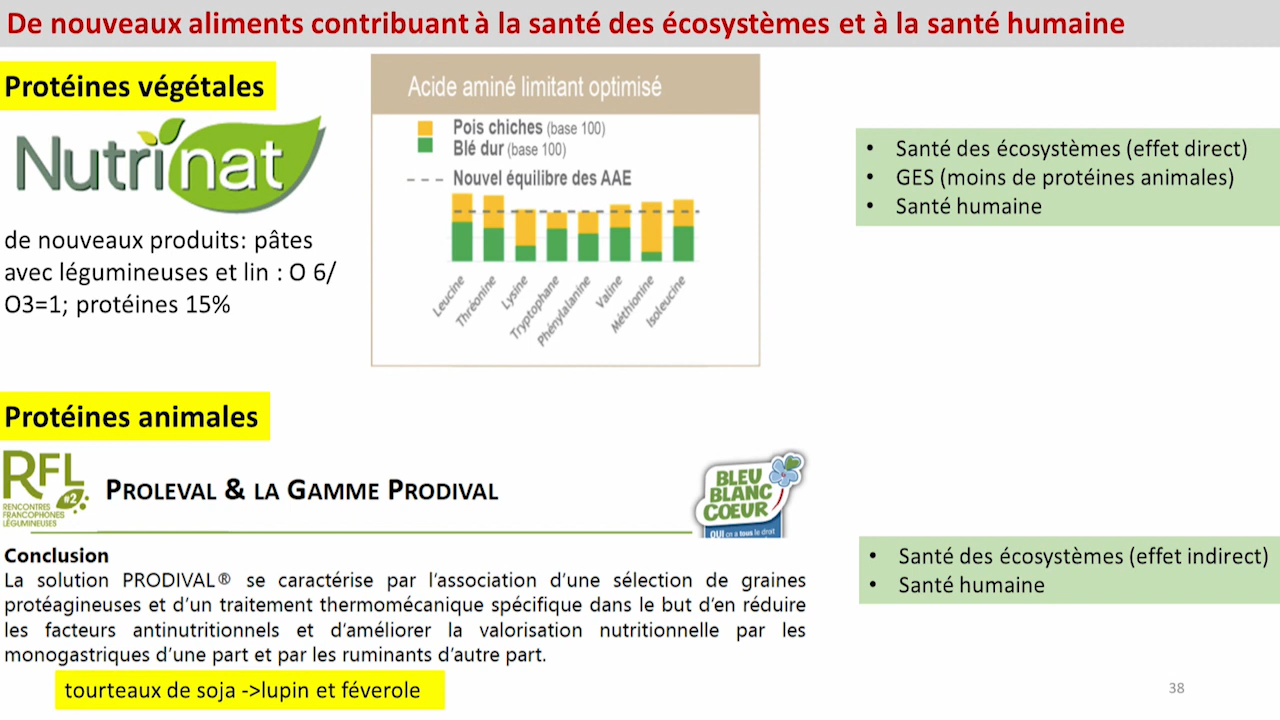 De nouveaux aliments contribuant à la santé des écosystèmes et à la santé humaine
Protéines végétales
Nutrinat
de nouveaux produits: pâtes
avec légumineuses et lin : O 6/
O3=1; protéines 15%
Acide aminé limitant optimisé
Pois chiches (base 100)
Blé dur (base 100)
Nouvel équilibre des AAE
Leucine
Thréonine
Lysine
Tryptophane
Phénylalanine
Valine
Méthionine
Isoleucine
• Santé des écosystèmes (effet direct)
• GES (moins de protéines animales)
• Santé humaine
Protéines animales
RFL
#2
RENCONTRES
FRANCOPHONES
LÉGUMINEUSES
PROLEVAL & LA GAMME PRODIVAL
BLEU
BLANC
COEUR
OUI on a tous le droit
Conclusion
La solution PRODIVAL® se caractérise par l'association d'une sélection de graines
protéagineuses et d'un traitement thermomécanique spécifique dans le but d'en réduire
les facteurs antinutritionnels et d'améliorer la valorisation nutritionnelle par les
monogastriques d'une part et par les ruminants d'autre part.
tourteaux de soja ->lupin et féverole
• Santé des écosystèmes (effet indirect)
• Santé humaine
38